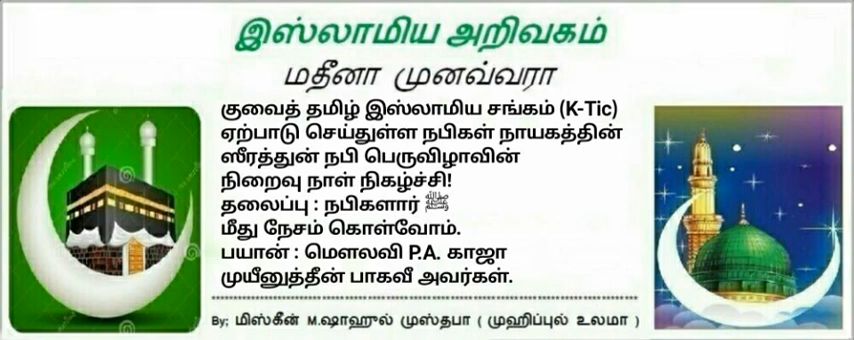 இஸ்லாமிய அறிவகம்
மதீனா முனவ்வரா
குவைத் தமிழ் இஸ்லாமிய சங்கம் (K-Tic)
ஏற்பாடு செய்துள்ள நபிகள் நாயகத்தின்
ஸீரத்துன் நபி பெருவிழாவின்
நிறைவு நாள் நிகழ்ச்சி!
தலைப்பு : நபிகளார் ﷺ
மீது நேசம் கொள்வோம்.
பயான் : மௌலவி P.A. காஜா
முயீனுத்தீன் பாகவீ அவர்கள்.
By; மிஸ்கீன் M.ஷாஹுல் முஸ்தபா ( முஹிப்புல் உலமா )